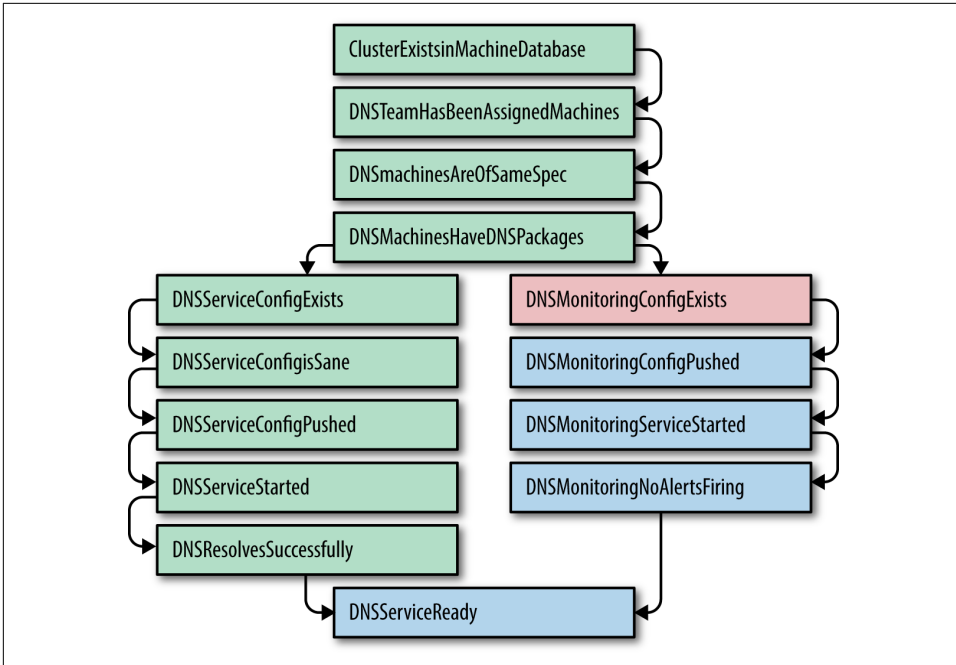 ClusterExistsinMachineDatabase
DNSTeamHasBeenAssignedMachines
DNSmachinesAreOfSameSpec
DNSMachinesHaveDNSPackages
DNSServiceConfigExists
DNSServiceConfigisSane
DNSServiceConfigPushed
DNSServiceStarted
DNSResolvesSuccessfully
DNSMonitoringConfigExists
DNSMonitoringConfigPushed
DNSMonitoringServiceStarted
DNSMonitoringNoAlertsFiring
DNSServiceReady